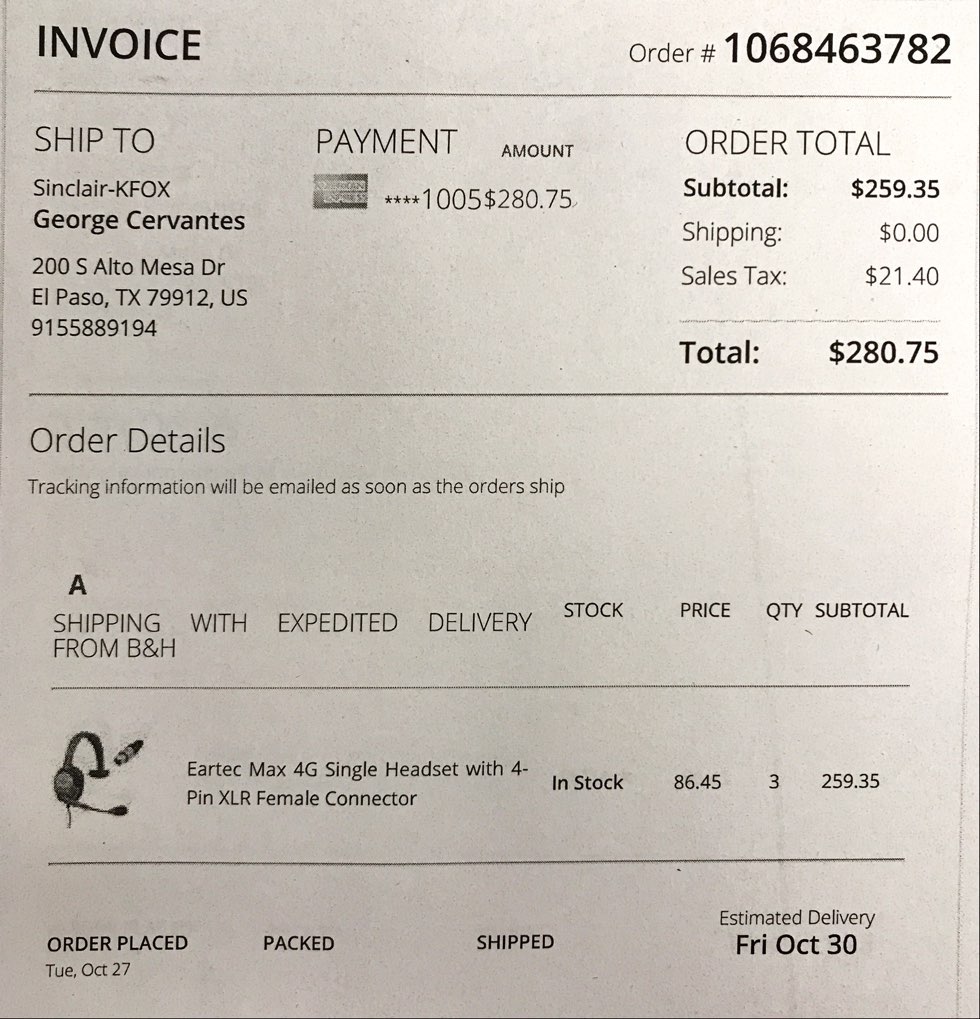 INVOICE
Order # 1068463782
SHIP TO
Sinclair-KFOX
George Cervantes
200 S Alto Mesa Dr
El Paso, TX 79912, US
9155889194
PAYMENT AMOUNT
****1005 $280.75
ORDER TOTAL
Subtotal: $259.35
Shipping: $0.00
Sales Tax: $21.40
Total: $280.75
Order Details
Tracking information will be emailed as soon as the orders ship
A
SHIPPING WITH EXPEDITED DELIVERY
FROM B&H
STOCK PRICE QTY SUBTOTAL
Eartec Max 4G Single Headset with 4-
Pin XLR Female Connector
In Stock 86.45 3 259.35
ORDER PLACED
Tue, Oct 27
PACKED
SHIPPED
Estimated Delivery
Fri Oct 30